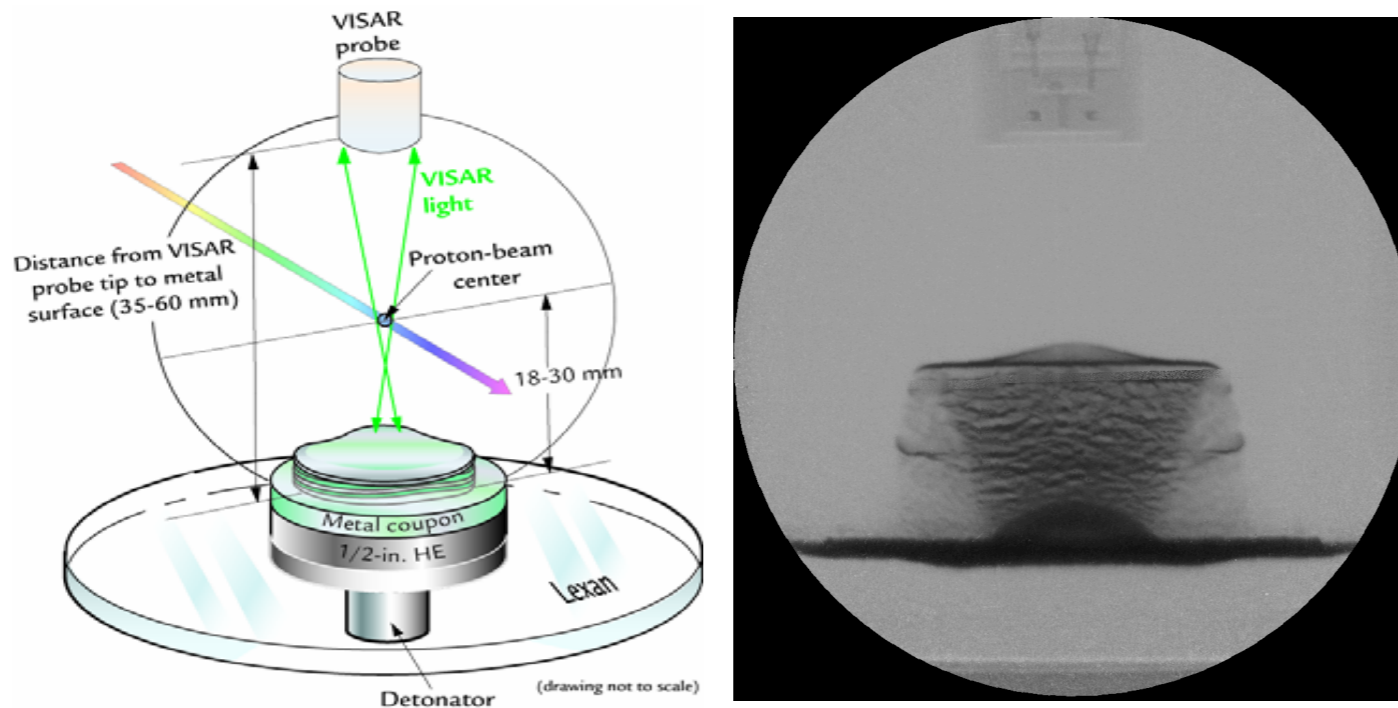 VISAR
probe
VISAR
light
Distance from VISAR
probe tip to metal
surface (35-60 mm)
Proton-beam
center
18-30 mm
Metal coupon
1/2-in. HE
Lexan
Detonator
(drawing not to scale)